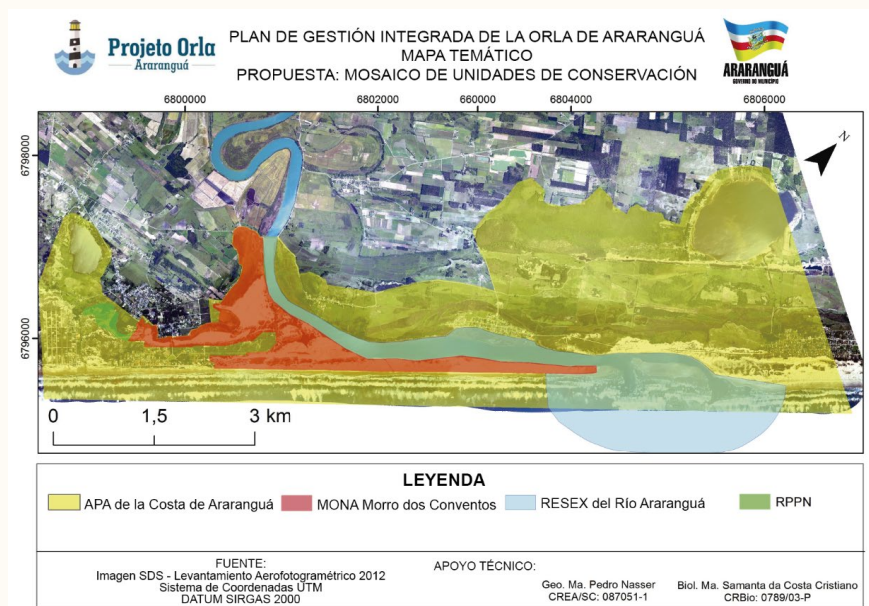 Projeto Orla
Araranguá
PLAN DE GESTIÓN INTEGRADA DE LA ORLA DE ARARANGUÁ
MAPA TEMÁTICO
PROPUESTA: MOSAICO DE UNIDADES DE CONSERVACIÓN
ARARANGUÁ
GOVERNO DO MUNICÍPIO
6800000
6802000
660000
6804000
6806000
6798000
6796000
N
0
1,5
3 km
LEYENDA
APA de la Costa de Araranguá
MONA Morro dos Conventos
RESEX del Río Araranguá
RPPN
FUENTE:
Imagen SDS - Levantamiento Aerofotogramétrico 2012
Sistema de Coordenadas UTM
DATUM SIRGAS 2000
APOYO TÉCNICO:
Geo. Ma. Pedro Nasser
CREA/SC: 087051-1
Biol. Ma. Samanta da Costa Cristiano
CRBio: 0789/03-P